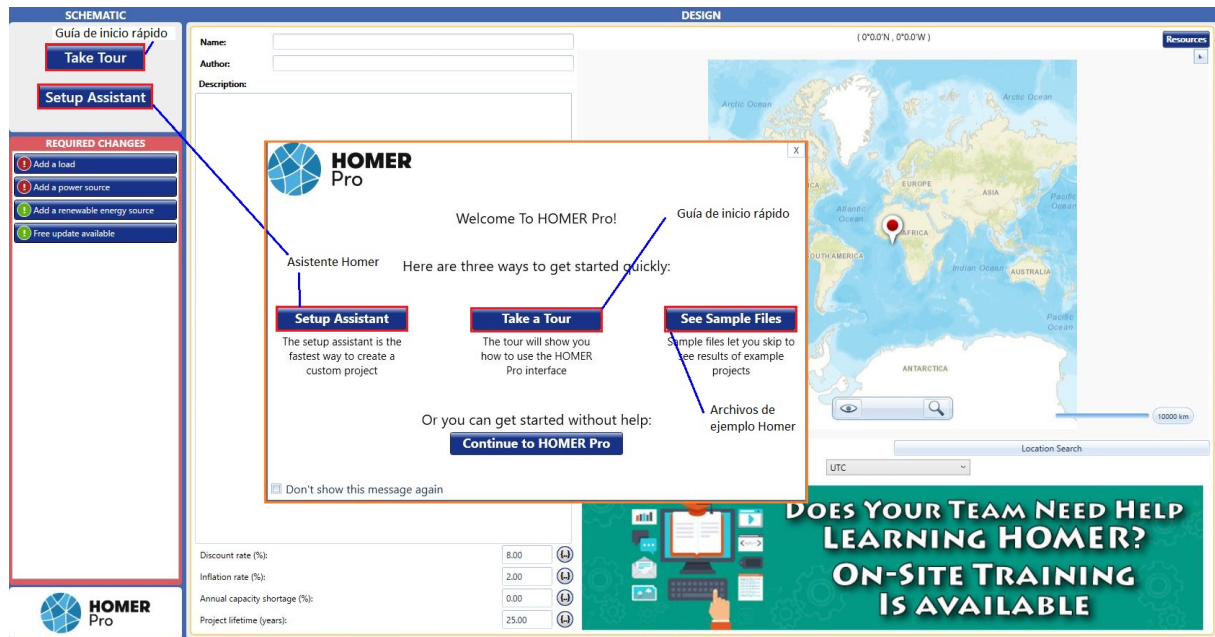 SCHEMATIC
DESIGN
Guía de inicio rápido
Take Tour
Setup Assistant
REQUIRED CHANGES
Add a load
Add a power source
Add a renewable energy source
Free update available
HOMER
Pro
Name:
Author:
Description:
( 0°0.0'N , 0°0.0'W )
Resources
Arctic Ocean
Arctic Ocean
EUROPE
ASIA
Pacific
Ocean
Atlantic
Ocean
AFRICA
SOUTH AMERICA
Indian Ocean
AUSTRALIA
Pacific
Ocean
ANTARCTICA
10000 km
Location Search
UTC
HOMER
Pro
X
Welcome To HOMER Pro!
Guía de inicio rápido
Asistente Homer
Here are three ways to get started quickly:
Setup Assistant
Take a Tour
See Sample Files
The setup assistant is the
fastest way to create a
custom project
The tour will show you
how to use the HOMER
Pro interface
Sample files let you skip to
see results of example
projects
Archivos de
ejemplo Homer
Or you can get started without help:
Continue to HOMER Pro
Don't show this message again
Discount rate (%):
8.00
Inflation rate (%):
2.00
Annual capacity shortage (%):
0.00
Project lifetime (years):
25.00
DOES YOUR TEAM NEED HELP
LEARNING HOMER?
ON-SITE TRAINING
IS AVAILABLE